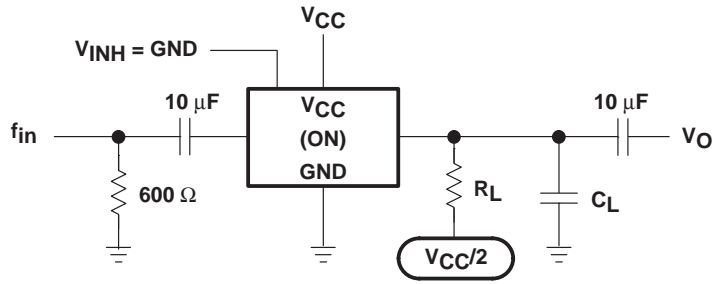 VCC
VINH = GND
10 μF
VCC
10 μF
fin
(ON)
VO
GND
600 Ω
RL
CL
VCC/2